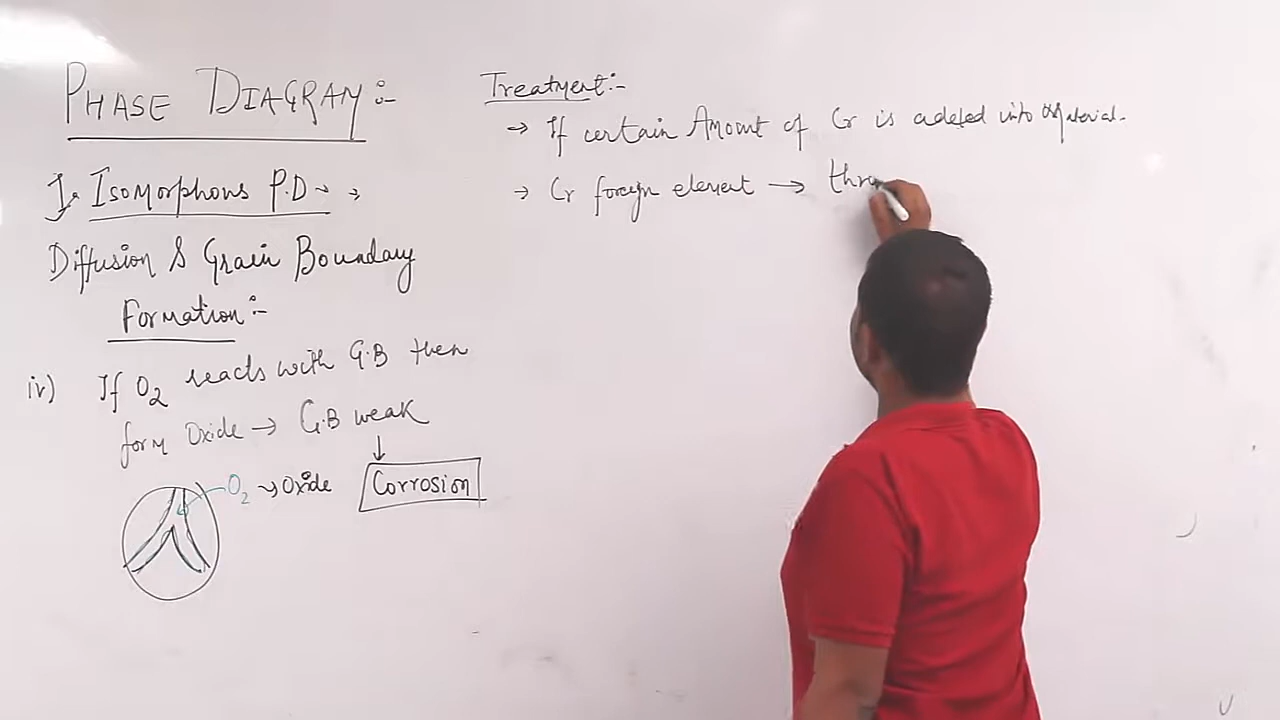 PHASE DIAGRAM:-
I. Isomorphous P.D →
Diffusion & Grain Boundary
Formation:-
iv) If O2 reacts with G.B then
form Oxide → G.B weak
↓
O2 → Oxide
Corrosion
Treatment:-
→ If certain Amount of Cr is added into Material.
→ Cr foreign element → thro